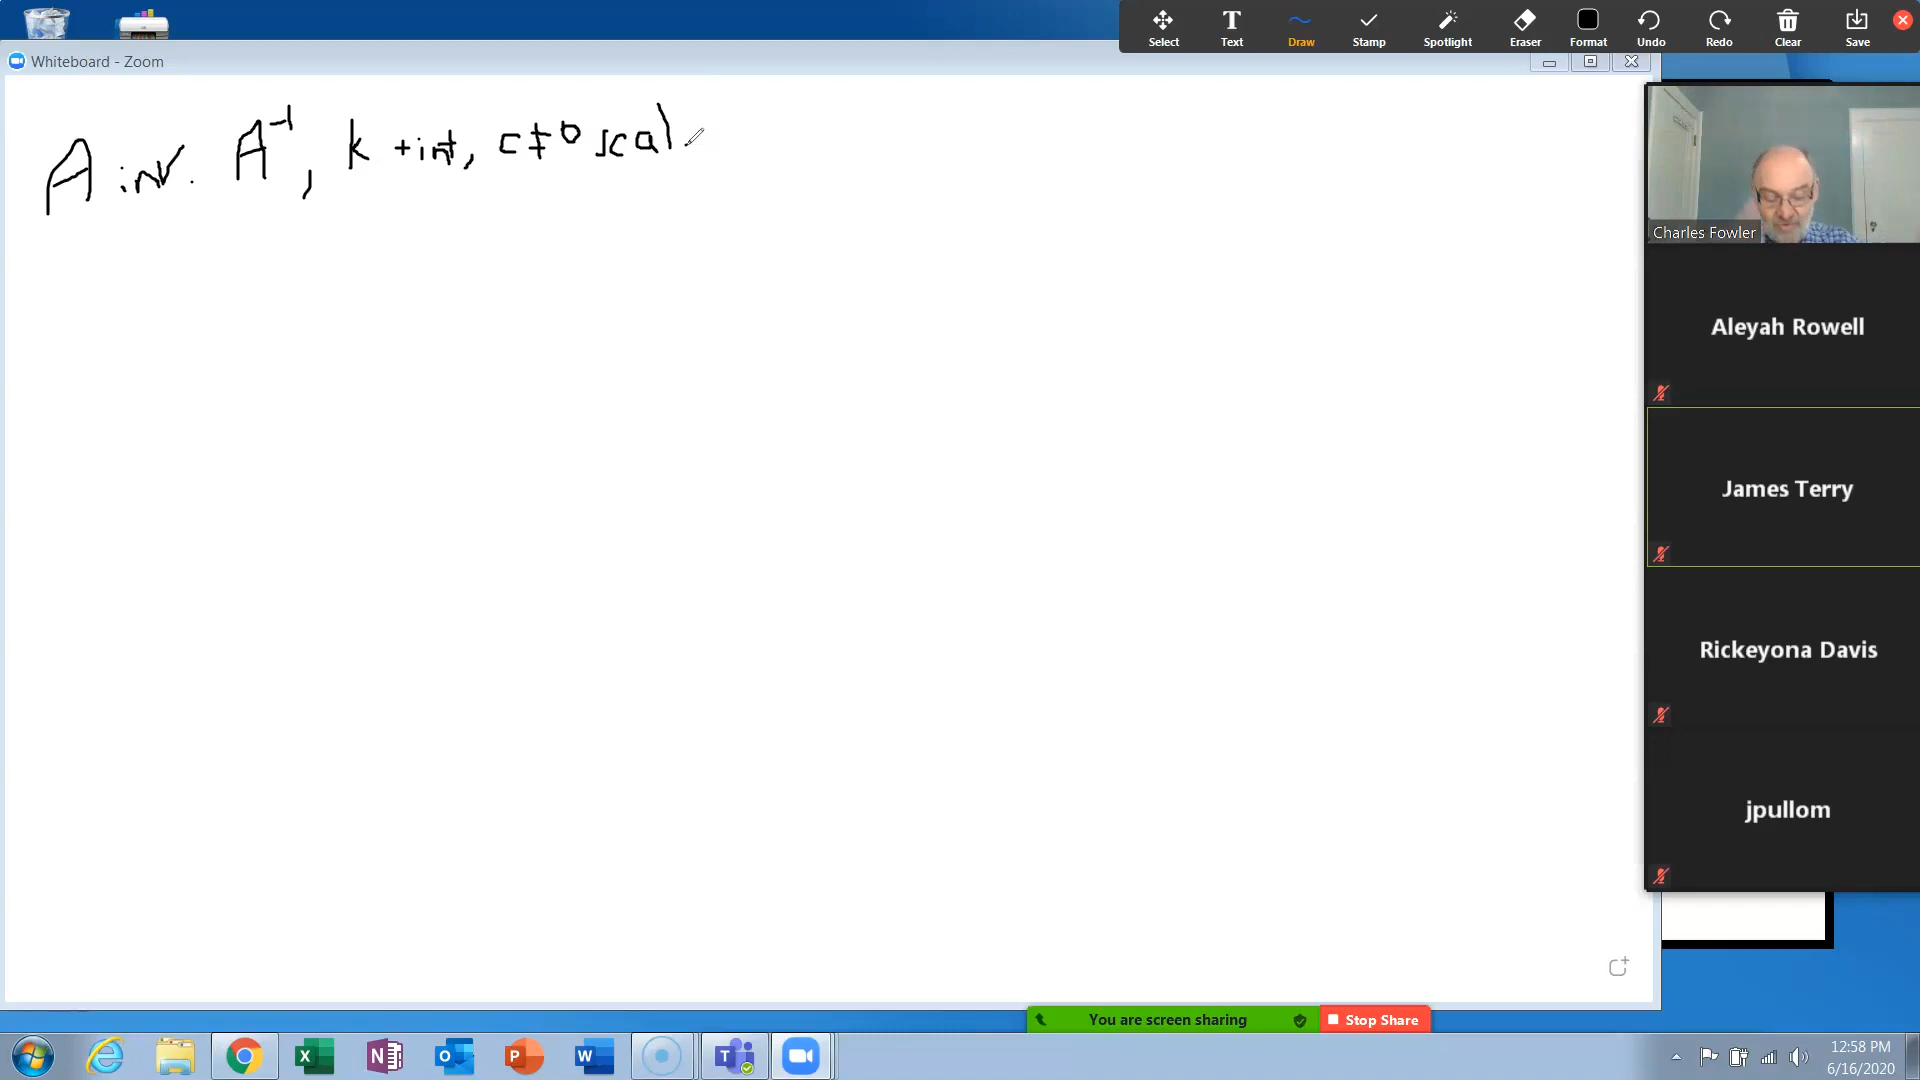 Select Text Draw Stamp Spotlight Eraser Format Undo Redo Clear Save
Whiteboard - Zoom
A inv. A⁻¹, k +int, c≠0 scal
Charles Fowler
Aleyah Rowell
James Terry
Rickeyona Davis
jpullom
You are screen sharing Stop Share
12:58 PM
6/16/2020